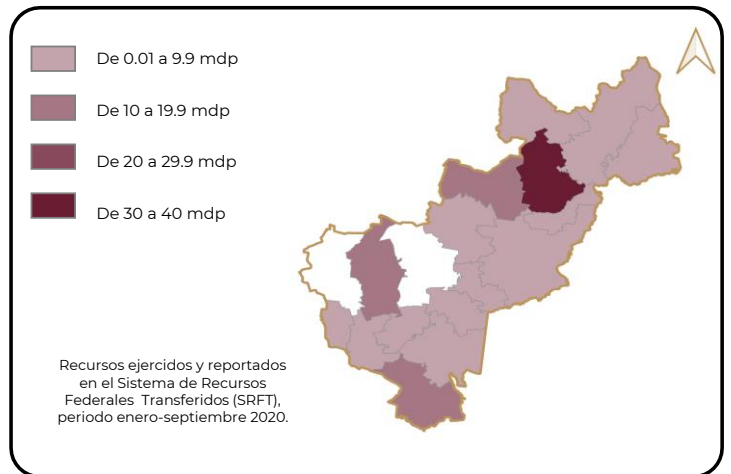 De 0.01 a 9.9 mdp
De 10 a 19.9 mdp
De 20 a 29.9 mdp
De 30 a 40 mdp
Recursos ejercidos y reportados
en el Sistema de Recursos
Federales Transferidos (SRFT),
periodo enero-septiembre 2020.